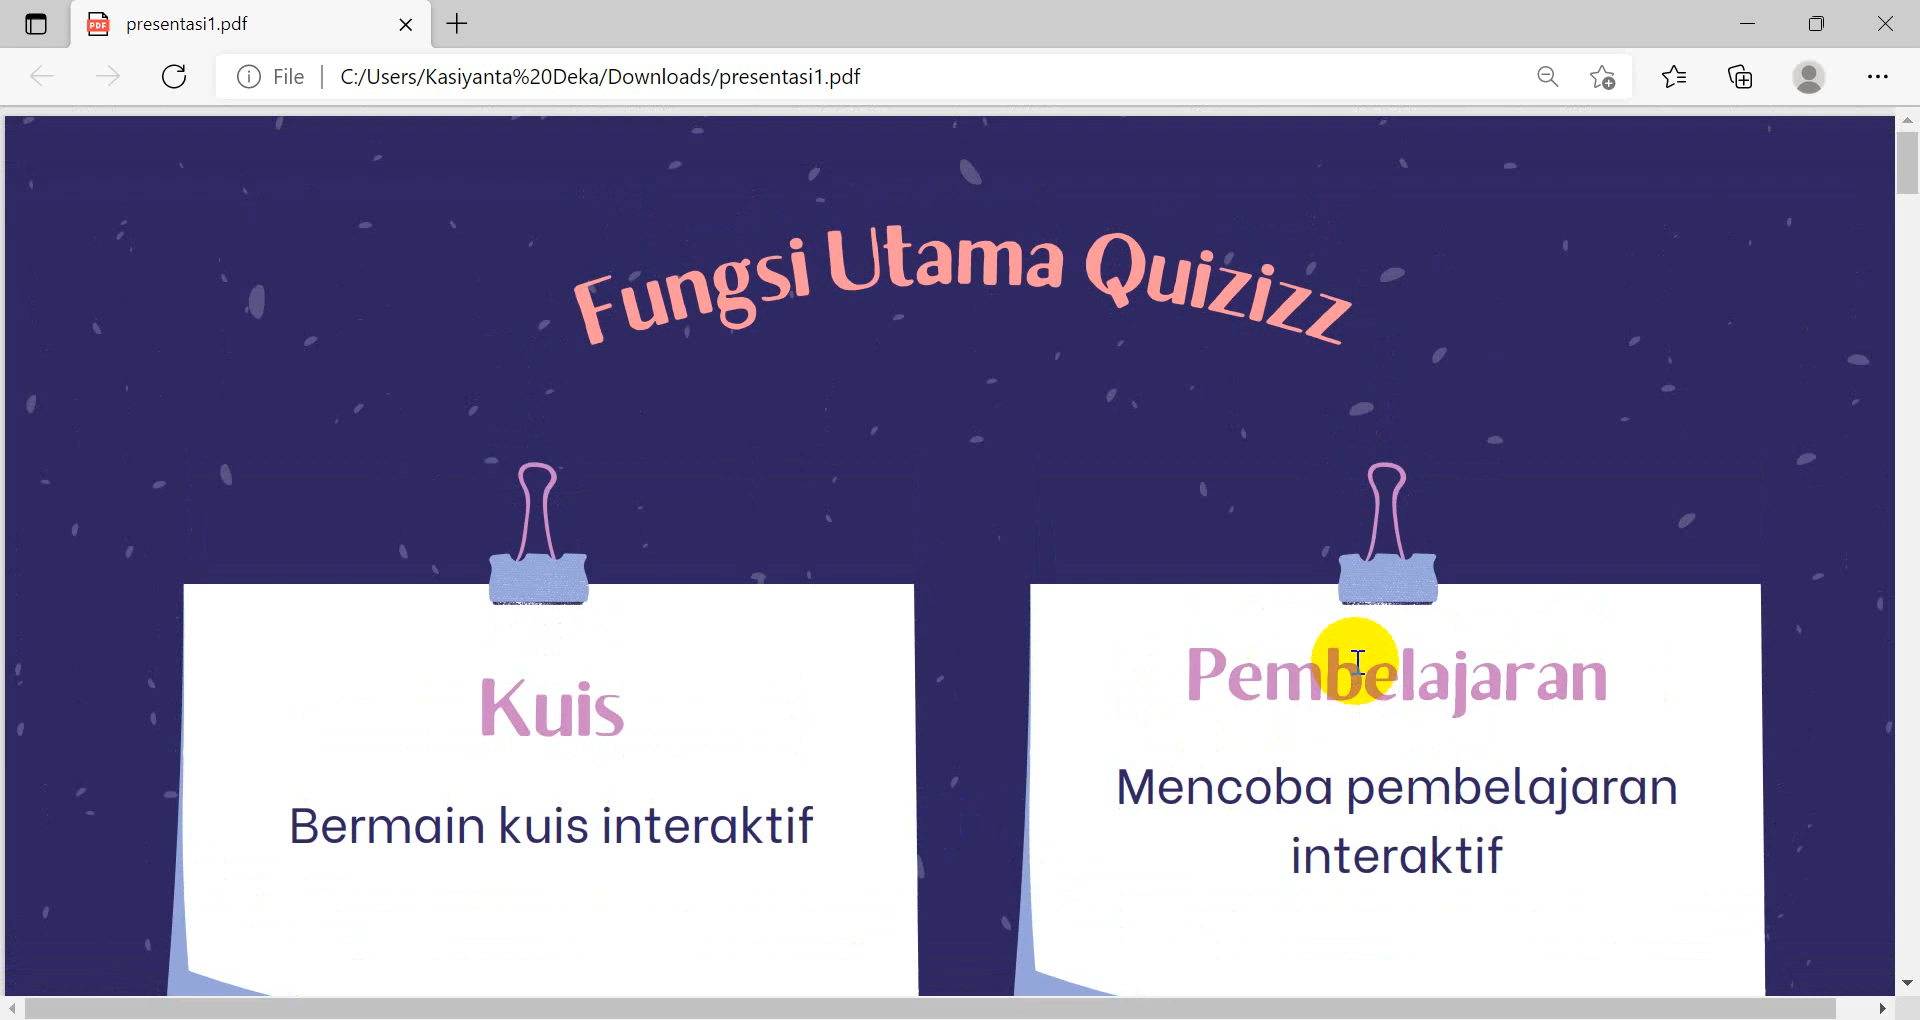 presentasi1.pdf
File
C:/Users/Kasiyanta%20Deka/Downloads/presentasi1.pdf
Fungsi Utama Quizizz
Kuis
Bermain kuis interaktif
Pembelajaran
Mencoba pembelajaran
interaktif